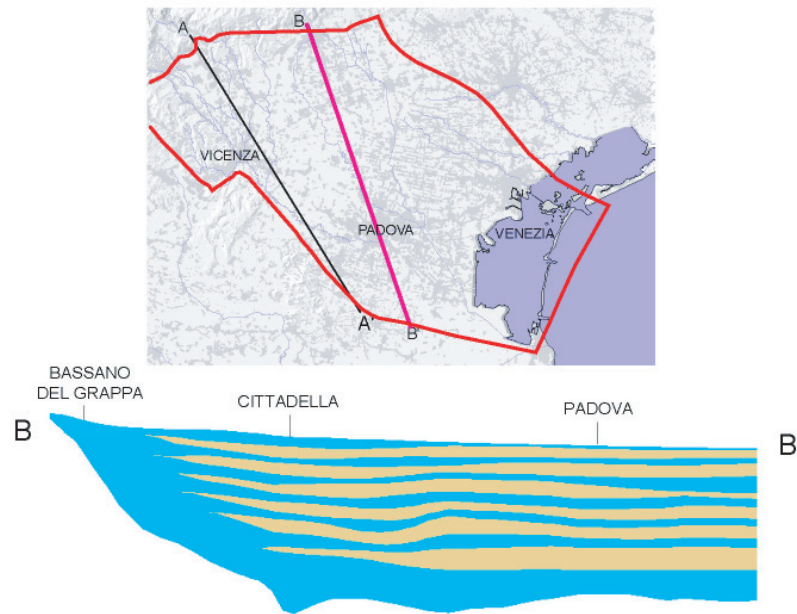 A
B
VICENZA
PADOVA
VENEZIA
A'
B'
BASSANO
DEL GRAPPA
CITTADELLA
PADOVA
B
B